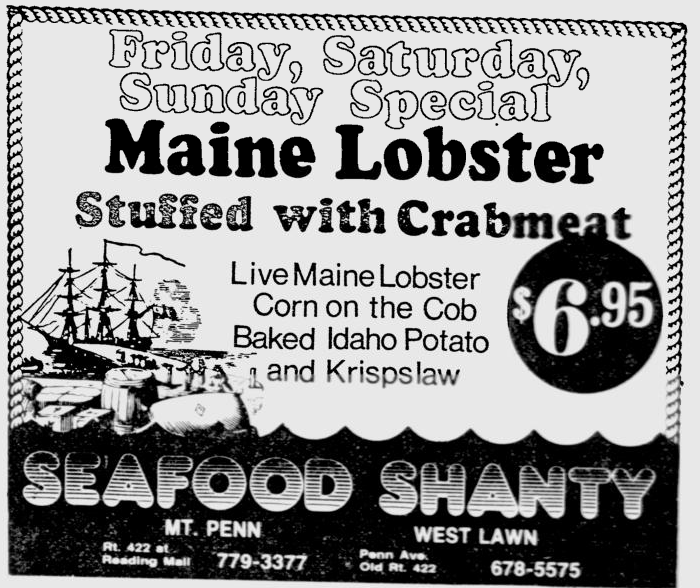 Friday, Saturday,
Sunday Special
Maine Lobster
Stuffed with Crabmeat
Live Maine Lobster
Corn on the Cob
Baked Idaho Potato
and Krispslaw
$6.95
SEAFOOD SHANTY
MT. PENN
Rt. 422 at
Reading Mall
779-3377
WEST LAWN
Penn Ave.
Old Rt. 422
678-5575